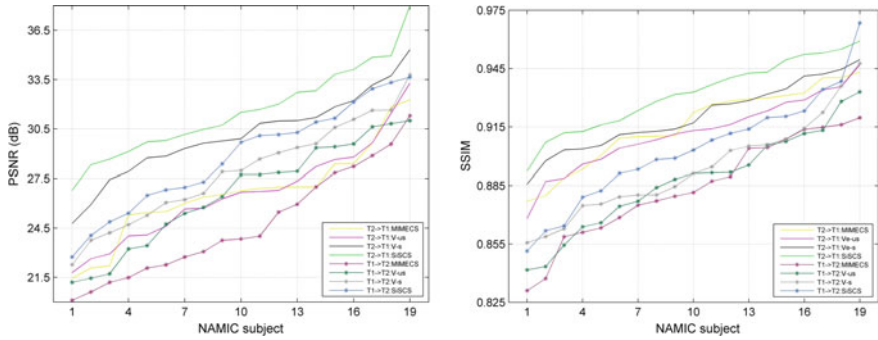 PSNR (dB)
36.5
33.5
30.5
27.5
24.5
21.5
1 4 7 10 13 16 19
NAMIC subject
T2->T1:MIMECS
T2->T1:V-us
T2->T1:V-s
T2->T1:SiSCS
T1->T2:MIMECS
T1->T2:V-us
T1->T2:V-s
T1->T2:SiSCS
SSIM
0.975
0.945
0.915
0.885
0.855
0.825
1 4 7 10 13 16 19
NAMIC subject
T2->T1:MIMECS
T2->T1:Ve-us
T2->T1:Ve-s
T2->T1:SiSCS
T1->T2:MIMECS
T1->T2:V-us
T1->T2:V-s
T1->T2:SiSCS